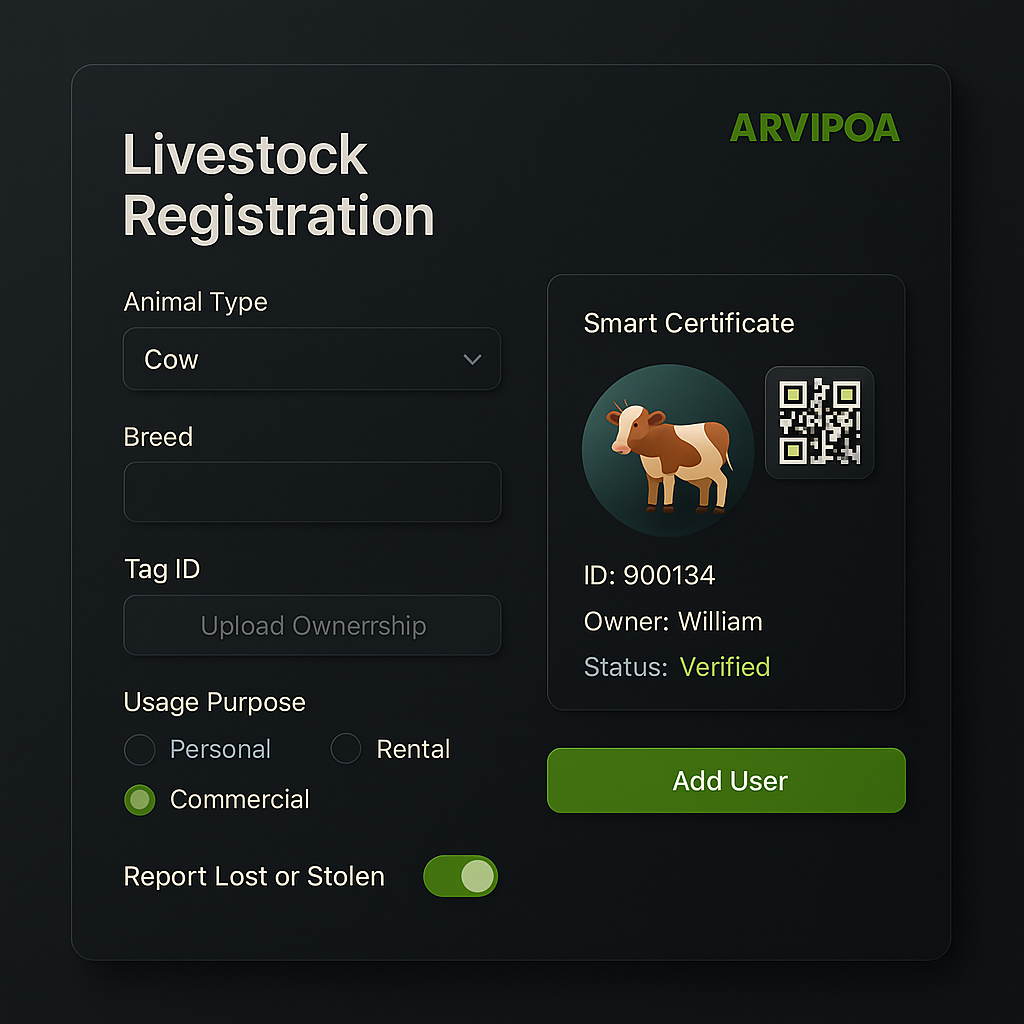 ARVIPOA
Livestock
Registration
Animal Type
Cow
Breed
Tag ID
Upload Ownerrship
Usage Purpose
Personal
Rental
Commercial
Report Lost or Stolen
Smart Certificate
ID: 900134
Owner: William
Status: Verified
Add User